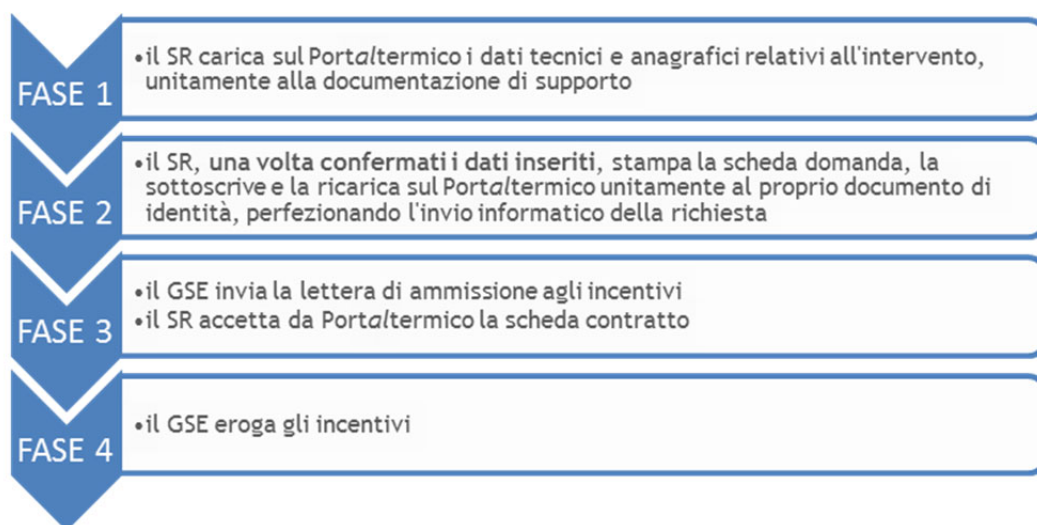 FASE 1
•il SR carica sul Portaltermico i dati tecnici e anagrafici relativi all'intervento,
unitamente alla documentazione di supporto
FASE 2
•il SR, una volta confermati i dati inseriti, stampa la scheda domanda, la
sottoscrive e la ricarica sul Portaltermico unitamente al proprio documento di
identità, perfezionando l'invio informatico della richiesta
FASE 3
•il GSE invia la lettera di ammissione agli incentivi
•il SR accetta da Portaltermico la scheda contratto
FASE 4
•il GSE eroga gli incentivi